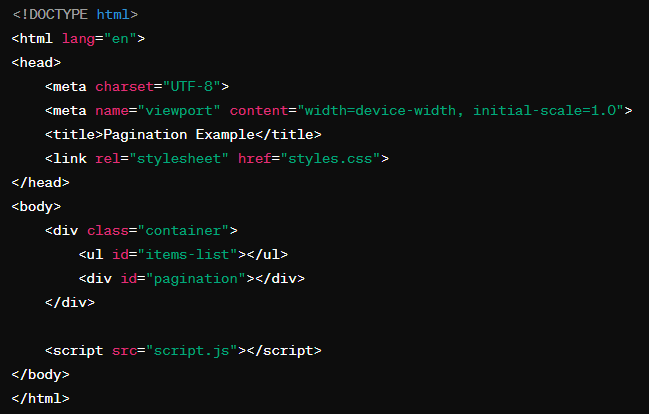 <!DOCTYPE html>
<html lang="en">
<head>
    <meta charset="UTF-8">
    <meta name="viewport" content="width=device-width, initial-scale=1.0">
    <title>Pagination Example</title>
    <link rel="stylesheet" href="styles.css">
</head>
<body>
    <div class="container">
        <ul id="items-list"></ul>
        <div id="pagination"></div>
    </div>

    <script src="script.js"></script>
</body>
</html>